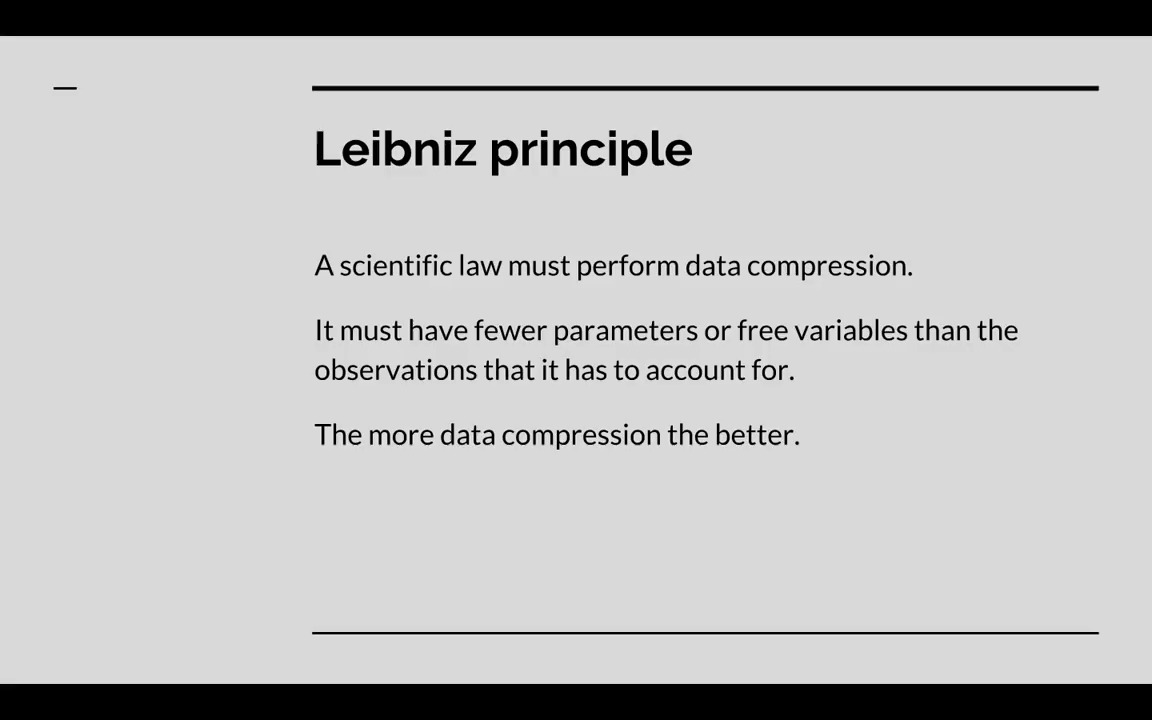 Leibniz principle
A scientific law must perform data compression.
It must have fewer parameters or free variables than the
observations that it has to account for.
The more data compression the better.